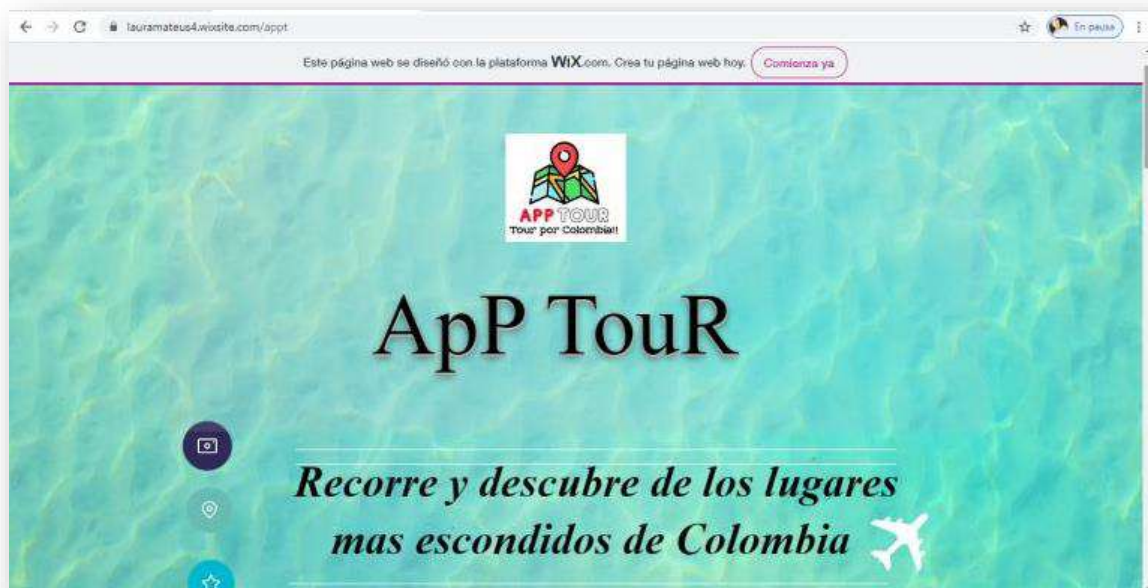 lauramateus4.wixsite.com/appt
En pausa
Este página web se diseñó con la plataforma WiX.com. Crea tu página web hoy. Comienza ya
APP TOUR
Tour por Colombia!!
ApP TouR
Recorre y descubre de los lugares
mas escondidos de Colombia